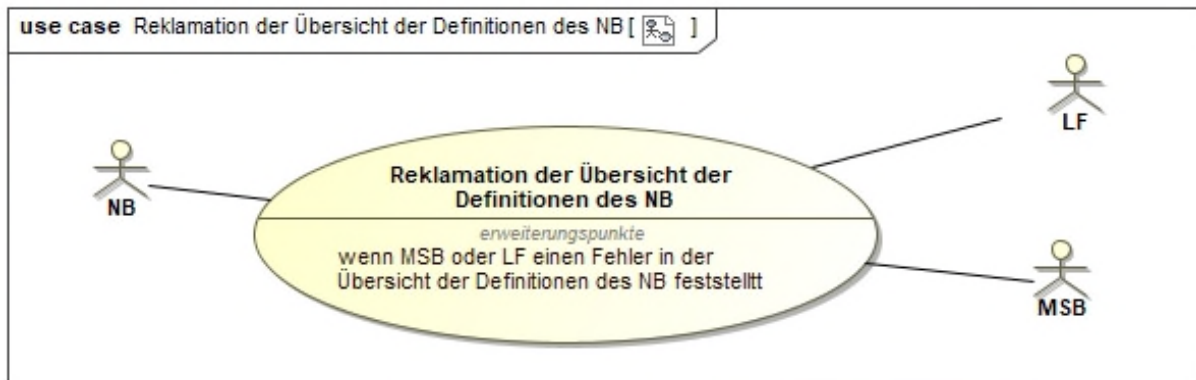 use case Reklamation der Übersicht der Definitionen des NB [ ]
LF
NB
Reklamation der Übersicht der
Definitionen des NB
erweiterungspunkte
wenn MSB oder LF einen Fehler in der
Übersicht der Definitionen des NB feststelltt
MSB